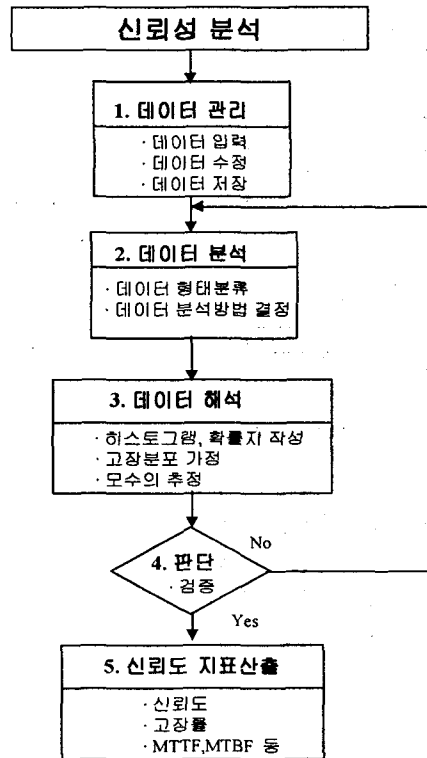 신뢰성 분석
1. 데이터 관리
· 데이터 입력
· 데이터 수정
· 데이터 저장
2. 데이터 분석
· 데이터 형태분류
· 데이터 분석방법 결정
3. 데이터 해석
· 히스토그램, 확률지 작성
· 고장분포 가정
· 모수의 추정
4. 판단
· 검증
No
Yes
5. 신뢰도 지표산출
· 신뢰도
· 고장률
· MTTF,MTBF 등